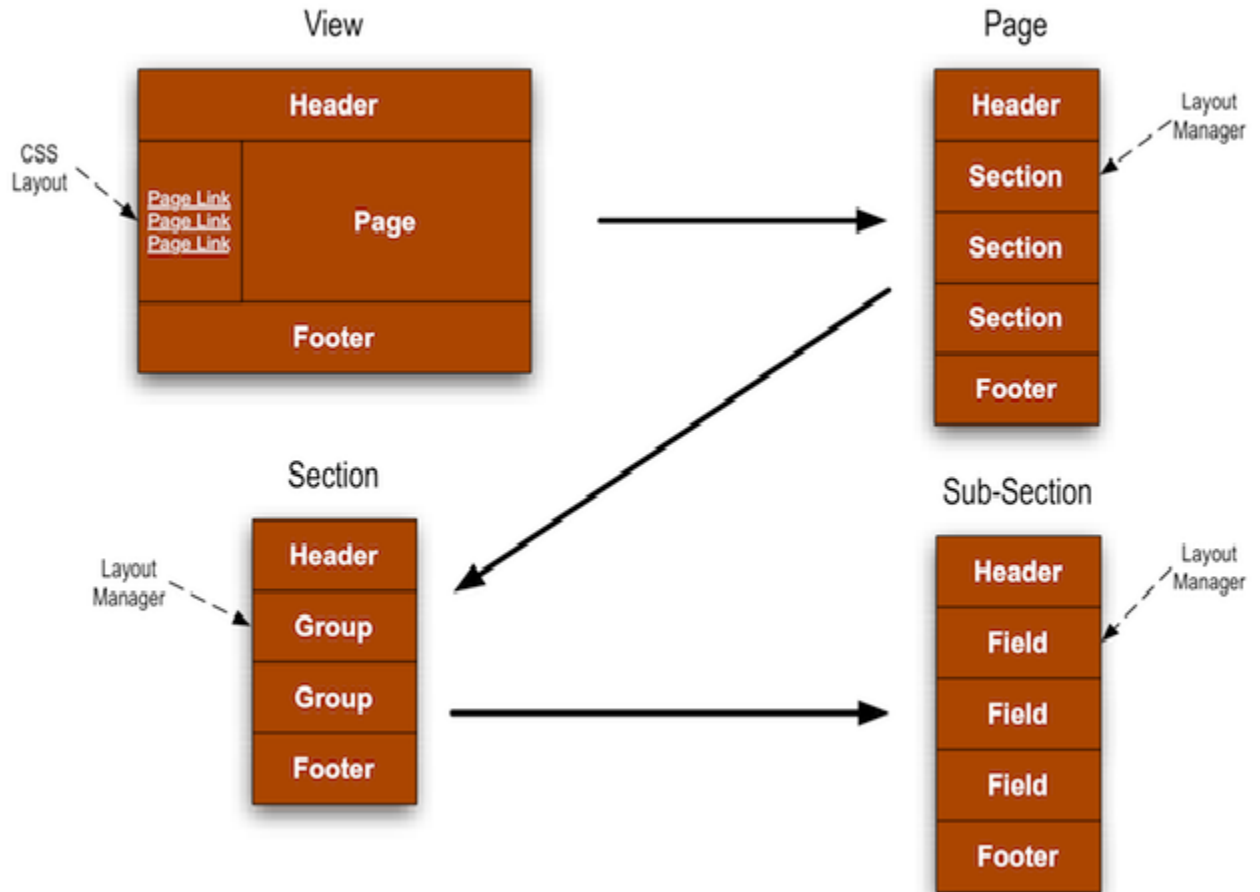 View
Header
CSS
Layout
Page Link
Page Link
Page Link
Page
Footer
Page
Header
Section
Section
Section
Footer
Layout
Manager
Section
Header
Group
Group
Footer
Layout
Manager
Sub-Section
Header
Field
Field
Field
Footer
Layout
Manager